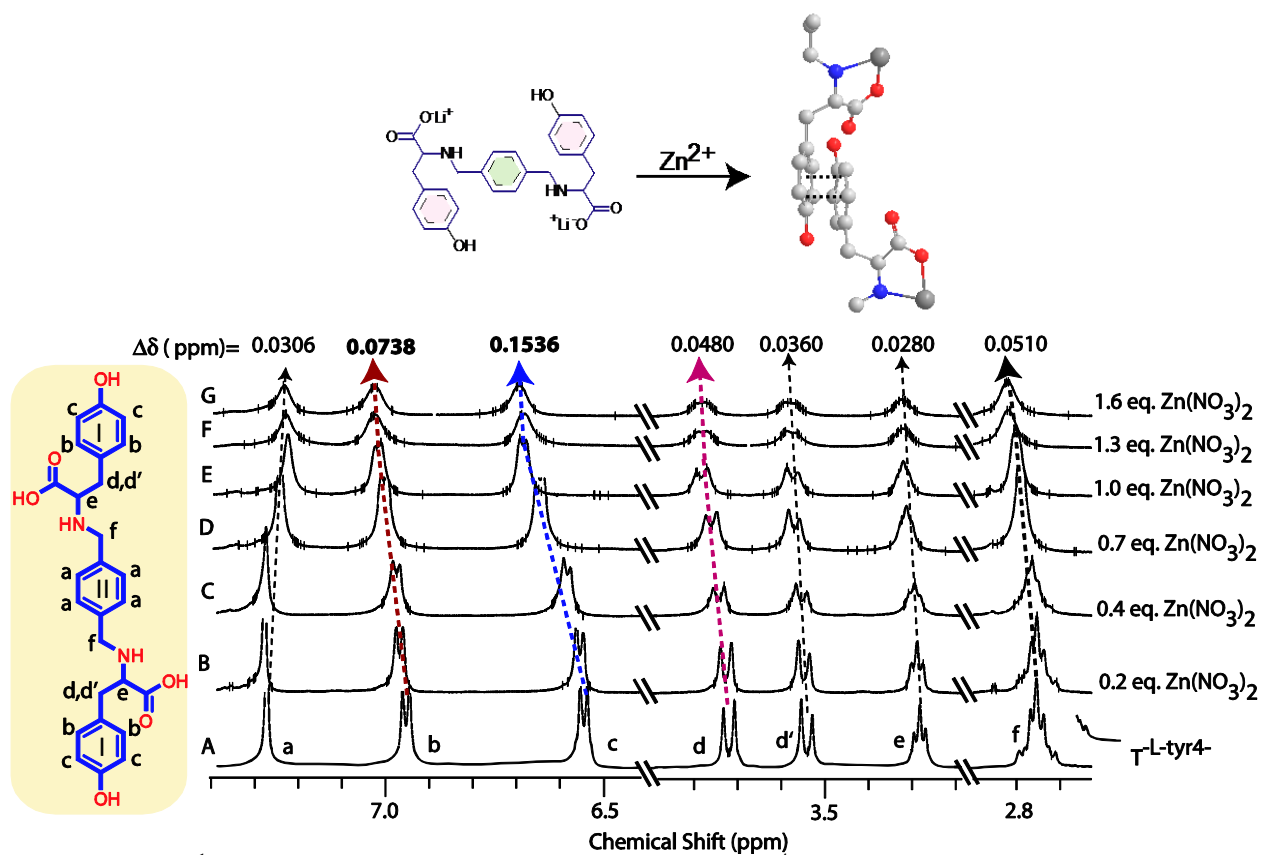 HO
O-Li+
O
NH
Zn2+
HN
O
+Li-O
OH
Δδ ( ppm)= 0.0306 0.0738 0.1536 0.0480 0.0360 0.0280 0.0510
OH
c c
I
b b
O
HO
d,d′
e
HN
f
a a
II
a a
f
NH
d,d′
e
OH
O
b b
I
c c
OH
G 1.6 eq. Zn(NO3)2
F 1.3 eq. Zn(NO3)2
E 1.0 eq. Zn(NO3)2
D 0.7 eq. Zn(NO3)2
C 0.4 eq. Zn(NO3)2
B 0.2 eq. Zn(NO3)2
A a b c d d′ e f T-L-tyr4-
7.0 6.5 3.5 2.8
Chemical Shift (ppm)